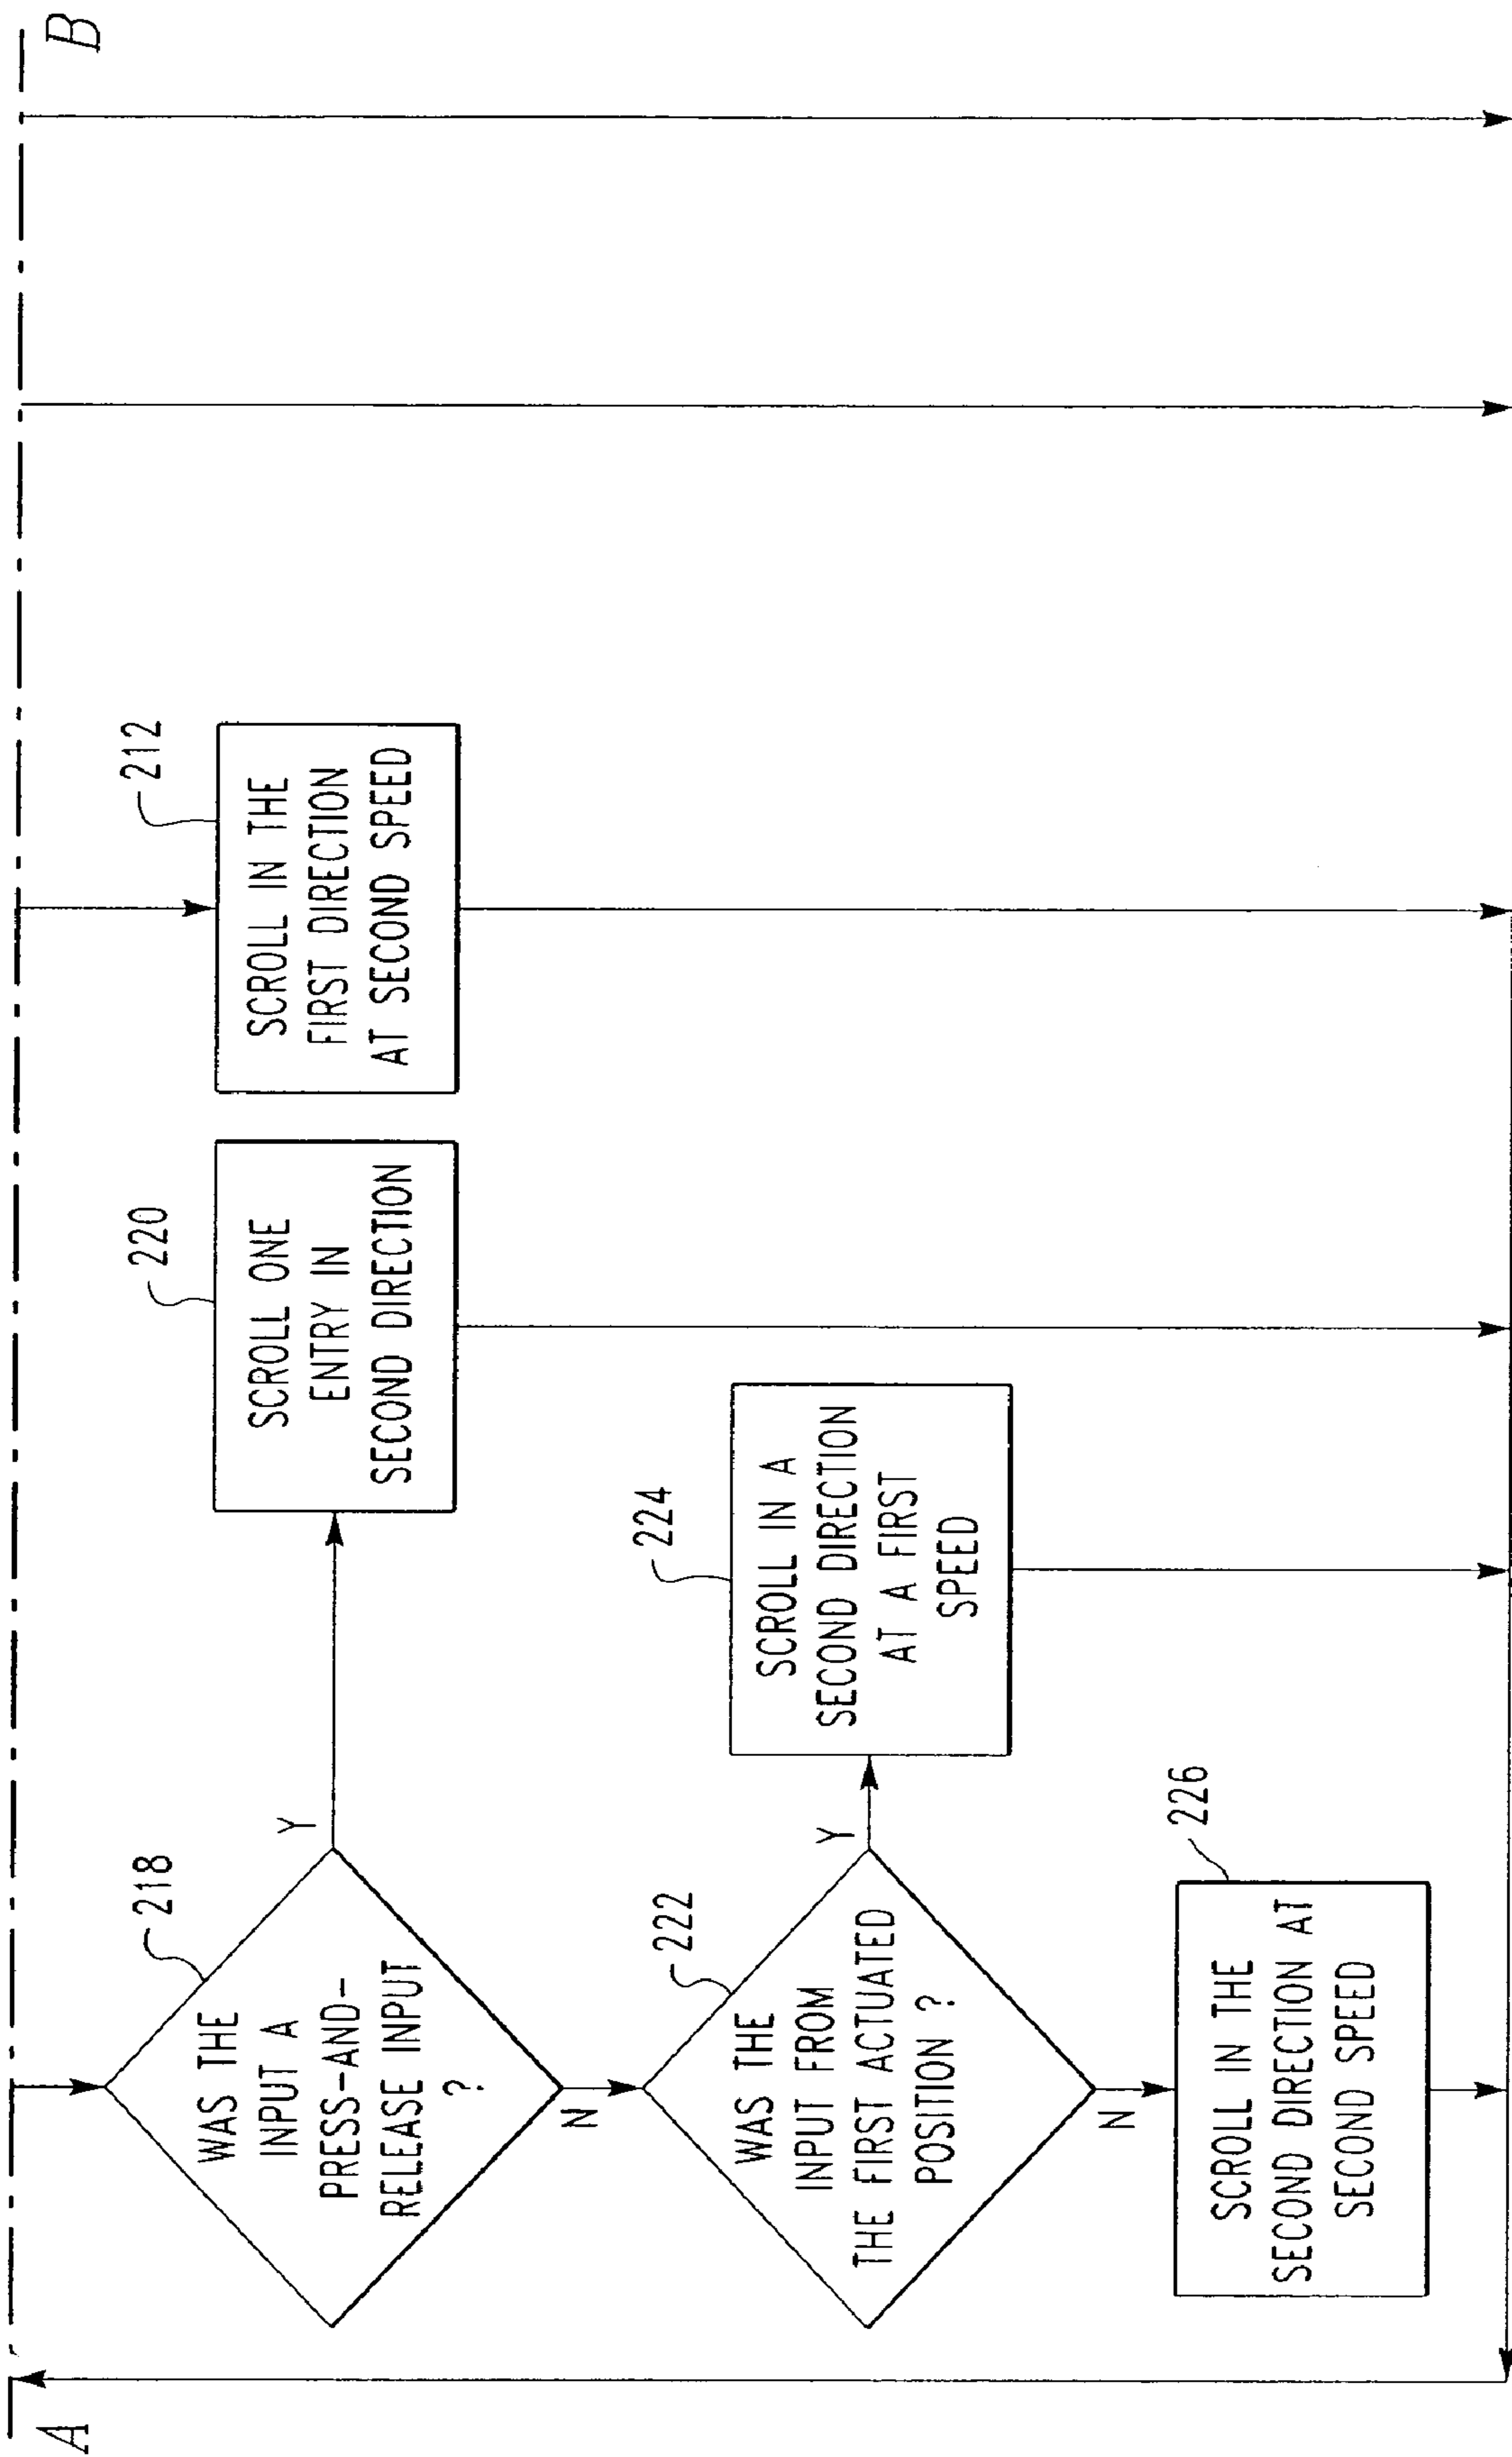 A
B
218
WAS THE
INPUT A
PRESS-AND-
RELEASE INPUT
?
Y
N
220
SCROLL ONE
ENTRY IN
SECOND DIRECTION
212
SCROLL IN THE
FIRST DIRECTION
AT SECOND SPEED
222
WAS THE
INPUT FROM
THE FIRST ACTUATED
POSITION ?
Y
N
224
SCROLL IN A
SECOND DIRECTION
AT A FIRST
SPEED
226
SCROLL IN THE
SECOND DIRECTION AT
SECOND SPEED